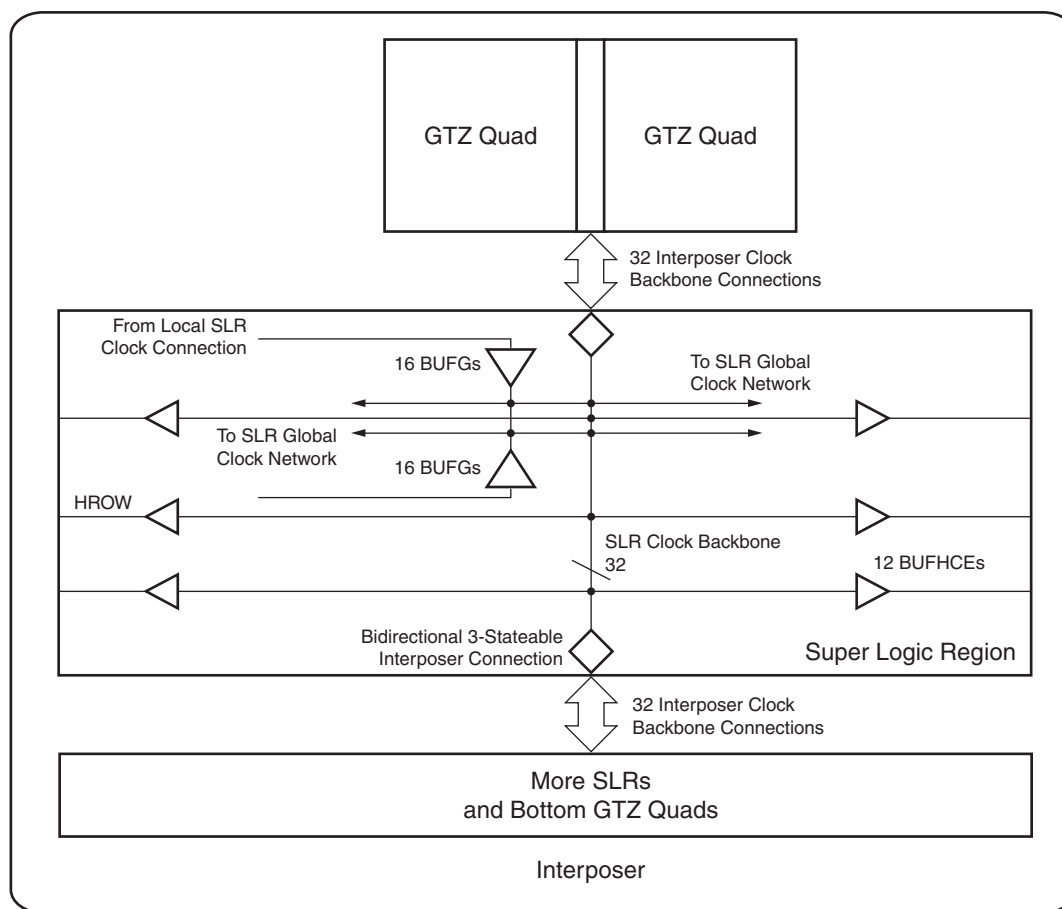 GTZ Quad
GTZ Quad
32 Interposer Clock
Backbone Connections
From Local SLR
Clock Connection
16 BUFGs
To SLR Global
Clock Network
To SLR Global
Clock Network
16 BUFGs
HROW
SLR Clock Backbone
32
12 BUFHCEs
Bidirectional 3-Stateable
Interposer Connection
Super Logic Region
32 Interposer Clock
Backbone Connections
More SLRs
and Bottom GTZ Quads
Interposer